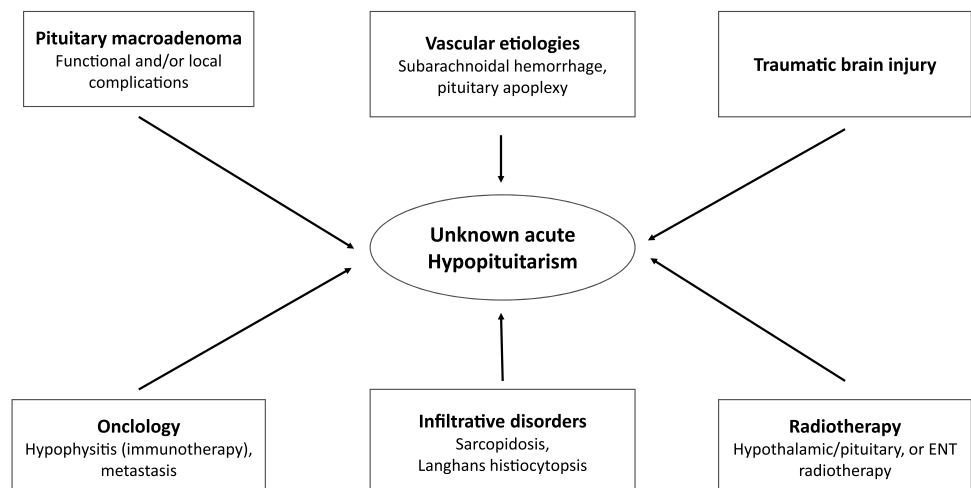 Pituitary macroadenoma
Functional and/or local
complications
Vascular etiologies
Subarachnoidal hemorrhage,
pituitary apoplexy
Traumatic brain injury
Unknown acute
Hypopituitarism
Onclology
Hypophysitis (immunotherapy),
metastasis
Infiltrative disorders
Sarcopidosis,
Langhans histiocytopsis
Radiotherapy
Hypothalamic/pituitary, or ENT
radiotherapy